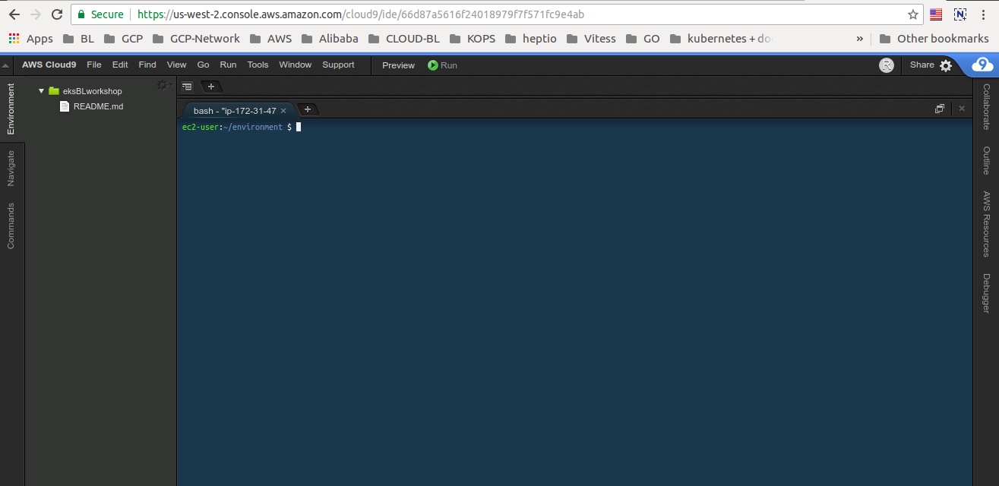 Secure https://us-west-2.console.aws.amazon.com/cloud9/ide/66d87a5616f24018979f7f571fc9e4ab
Apps BL GCP GCP-Network AWS Alibaba CLOUD-BL KOPS heptio Vitess GO kubernetes + do » Other bookmarks
AWS Cloud9 File Edit Find View Go Run Tools Window Support Preview Run R Share 9
Environment
Navigate
Commands
eksBLworkshop
README.md
bash - "ip-172-31-47
ec2-user:~/environment $
Collaborate
Outline
AWS Resources
Debugger